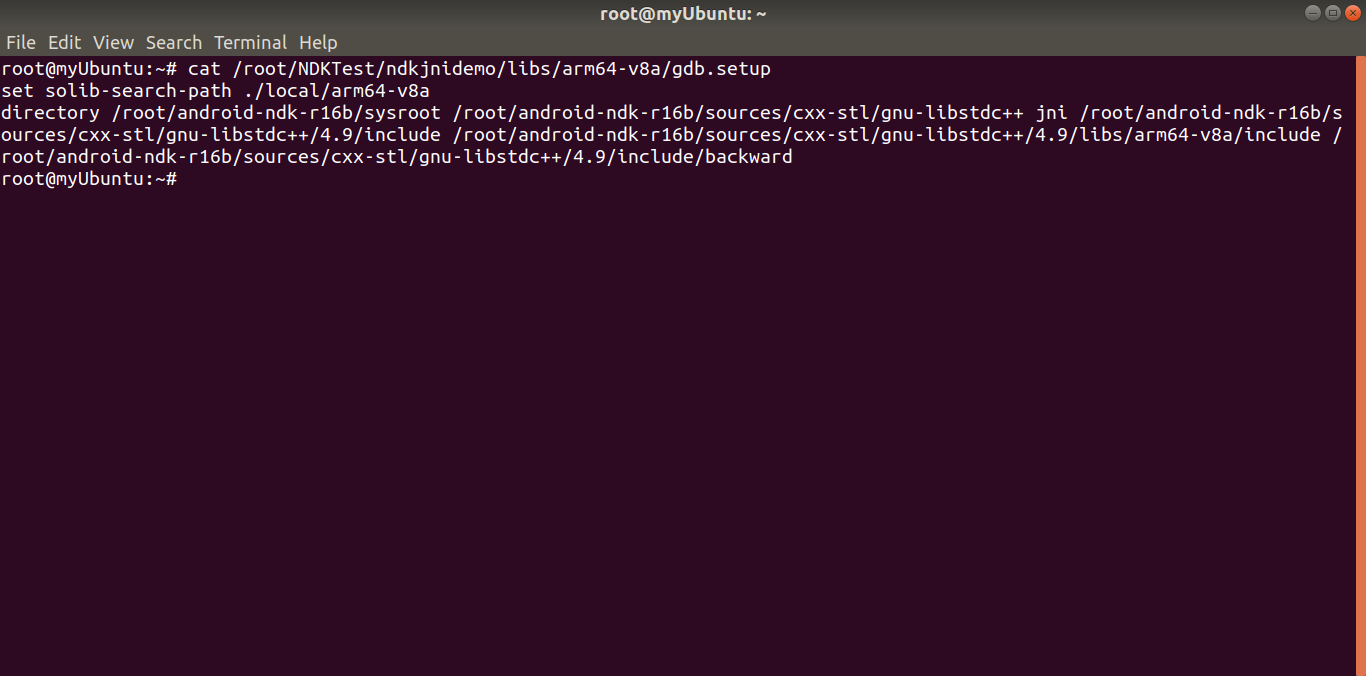 root@myUbuntu: ~
File Edit View Search Terminal Help
root@myUbuntu:~# cat /root/NDKTest/ndkjnidemo/libs/arm64-v8a/gdb.setup
set solib-search-path ./local/arm64-v8a
directory /root/android-ndk-r16b/sysroot /root/android-ndk-r16b/sources/cxx-stl/gnu-libstdc++ jni /root/android-ndk-r16b/s
ources/cxx-stl/gnu-libstdc++/4.9/include /root/android-ndk-r16b/sources/cxx-stl/gnu-libstdc++/4.9/libs/arm64-v8a/include /
root/android-ndk-r16b/sources/cxx-stl/gnu-libstdc++/4.9/include/backward
root@myUbuntu:~#